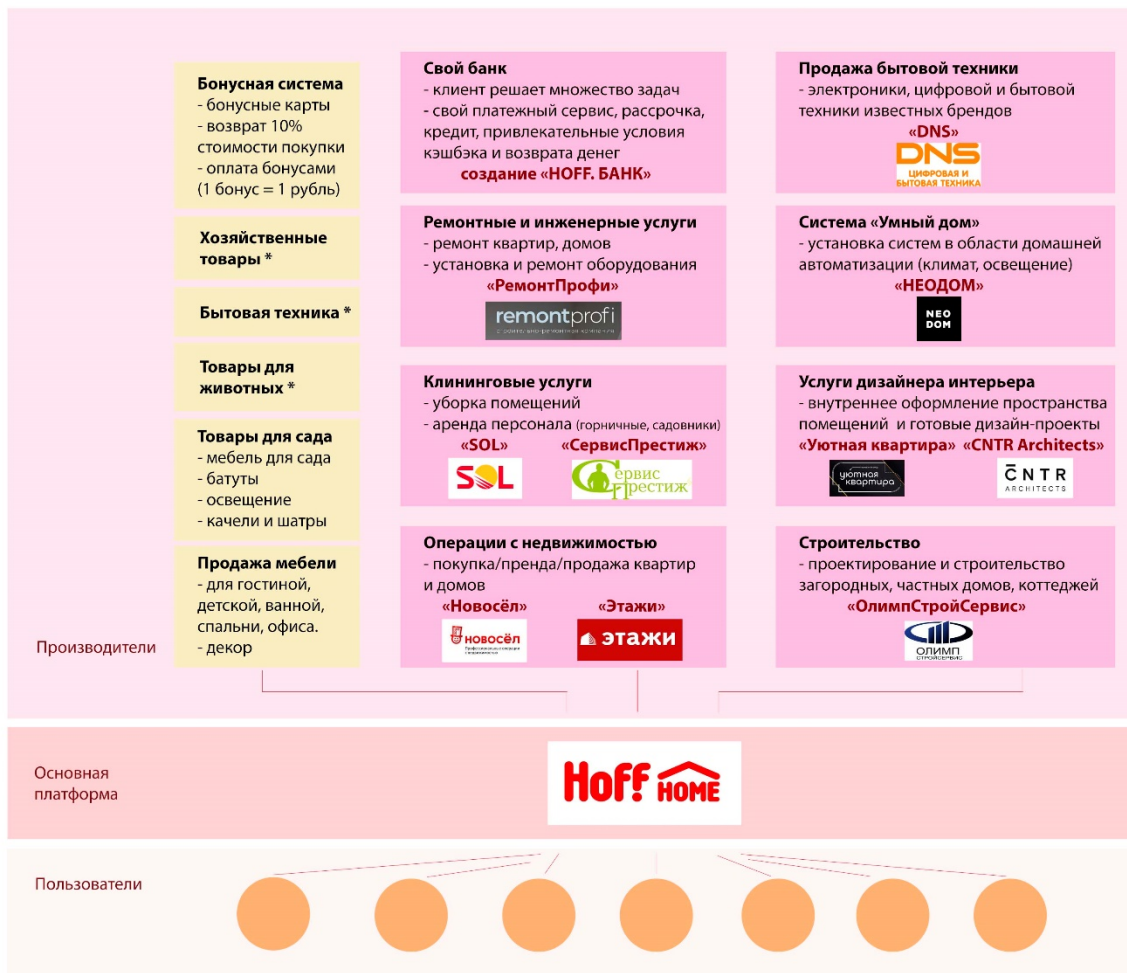 Бонусная система
- бонусные карты
- возврат 10%
стоимости покупки
- оплата бонусами
(1 бонус = 1 рубль)
Хозяйственные
товары *
Бытовая техника *
Товары для
животных *
Товары для сада
- мебель для сада
- батуты
- освещение
- качели и шатры
Продажа мебели
- для гостиной,
детской, ванной,
спальни, офиса.
- декор
Свой банк
- клиент решает множество задач
- свой платежный сервис, рассрочка,
кредит, привлекательные условия
кэшбэка и возврата денег
создание «HOFF. БАНК»
Ремонтные и инженерные услуги
- ремонт квартир, домов
- установка и ремонт оборудования
«РемонтПрофи»
remontprofi
строительно-ремонтная компания
Клининговые услуги
- уборка помещений
- аренда персонала (горничные, садовники)
«SOL» «СервисПрестиж»
SOL Сервис
Престиж
Операции с недвижимостью
- покупка/пренда/продажа квартир
и домов
«Новосёл» «Этажи»
НОВОСЁЛ этажи
Профессиональные операции
с недвижимостью
Продажа бытовой техники
- электроники, цифровой и бытовой
техники известных брендов
«DNS»
DNS
ЦИФРОВАЯ И
БЫТОВАЯ ТЕХНИКА
Система «Умный дом»
- установка систем в области домашней
автоматизации (климат, освещение)
«НЕОДОМ»
NEO
DOM
Услуги дизайнера интерьера
- внутреннее оформление пространства
помещений и готовые дизайн-проекты
«Уютная квартира» «CNTR Architects»
уютная CNTR
квартира ARCHITECTS
Строительство
- проектирование и строительство
загородных, частных домов, коттеджей
«ОлимпСтройСервис»
ОЛИМП
СТРОЙСЕРВИС
Производители
Основная
платформа
Hoff HOME
Пользователи